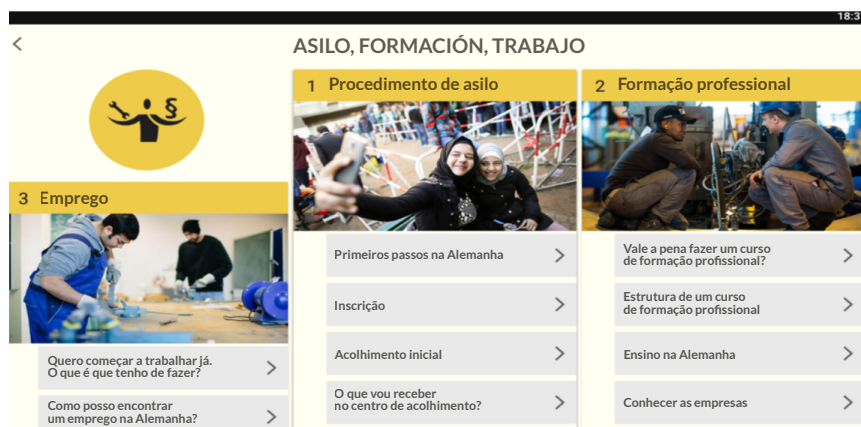 18:3
ASILO, FORMACIÓN, TRABAJO
1 Procedimento de asilo
Primeiros passos na Alemanha
Inscrição
Acolhimento inicial
O que vou receber
no centro de acolhimento?
2 Formação professional
Vale a pena fazer um curso
de formação profissional?
Estrutura de um curso
de formação profissional
Ensino na Alemanha
Conhecer as empresas
3 Emprego
Quero começar a trabalhar já.
O que é que tenho de fazer?
Como posso encontrar
um emprego na Alemanha?